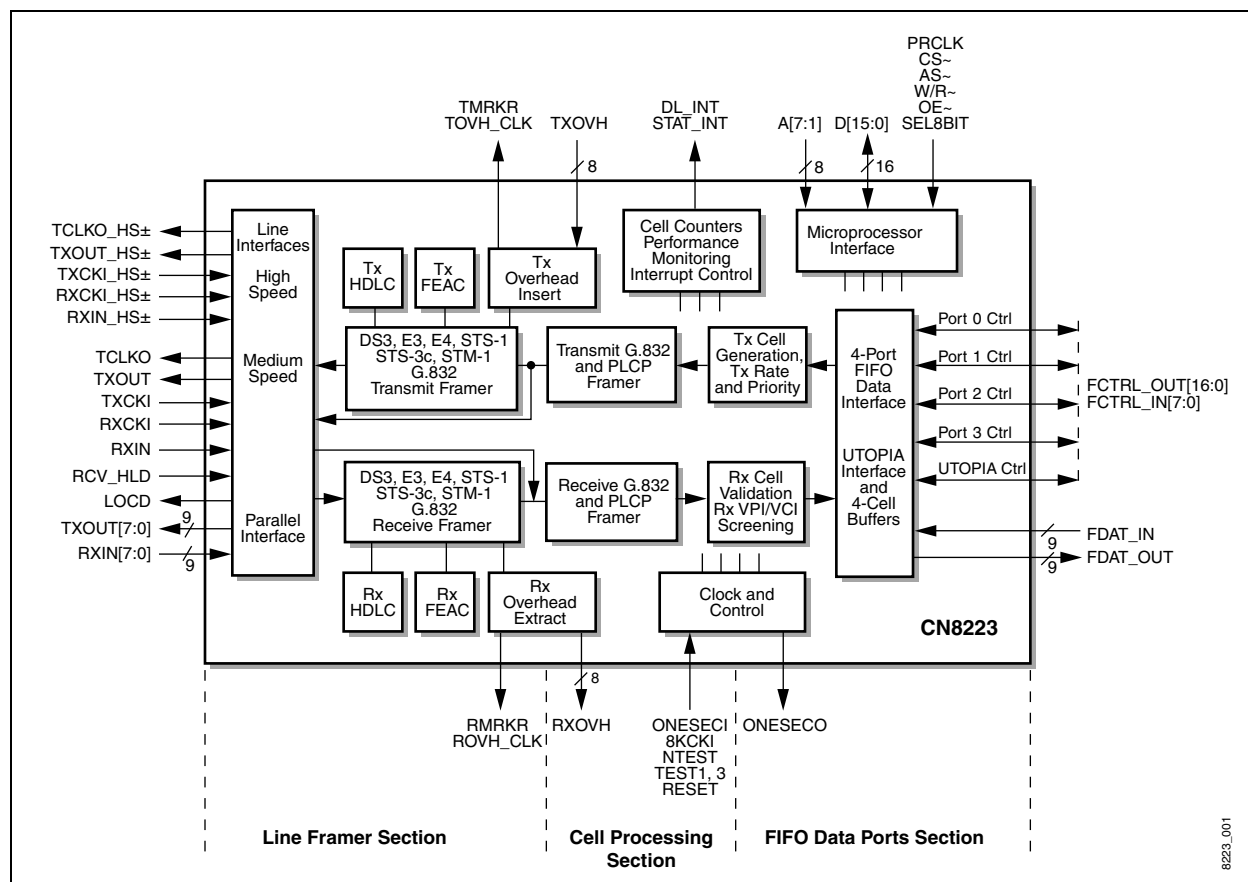 PRCLK
CS~
AS~
W/R~
OE~
SEL8BIT
TMRKR
TOVH_CLK
TXOVH
DL_INT
STAT_INT
A[7:1]
D[15:0]
8
8
16
TCLKO_HS±
TXOUT_HS±
TXCKI_HS±
RXCKI_HS±
RXIN_HS±
TCLKO
TXOUT
TXCKI
RXCKI
RXIN
RCV_HLD
LOCD
TXOUT[7:0]
9
RXIN[7:0]
9
Line
Interfaces
High
Speed
Medium
Speed
Parallel
Interface
Tx
HDLC
Tx
FEAC
Tx
Overhead
Insert
Cell Counters
Performance
Monitoring
Interrupt Control
Microprocessor
Interface
DS3, E3, E4, STS-1
STS-3c, STM-1
G.832
Transmit Framer
Transmit G.832
and PLCP
Framer
Tx Cell
Generation,
Tx Rate
and Priority
4-Port
FIFO
Data
Interface
UTOPIA
Interface
and
4-Cell
Buffers
Port 0 Ctrl
Port 1 Ctrl
Port 2 Ctrl
Port 3 Ctrl
UTOPIA Ctrl
FCTRL_OUT[16:0]
FCTRL_IN[7:0]
9
FDAT_IN
9
FDAT_OUT
DS3, E3, E4, STS-1
STS-3c, STM-1
G.832
Receive Framer
Receive G.832
and PLCP
Framer
Rx Cell
Validation
Rx VPI/VCI
Screening
Rx
HDLC
Rx
FEAC
Rx
Overhead
Extract
Clock and
Control
CN8223
8
RMRKR
ROVH_CLK
RXOVH
ONESECI
8KCKI
NTEST
TEST1, 3
RESET
ONESECO
Line Framer Section
Cell Processing
Section
FIFO Data Ports Section
8223_001